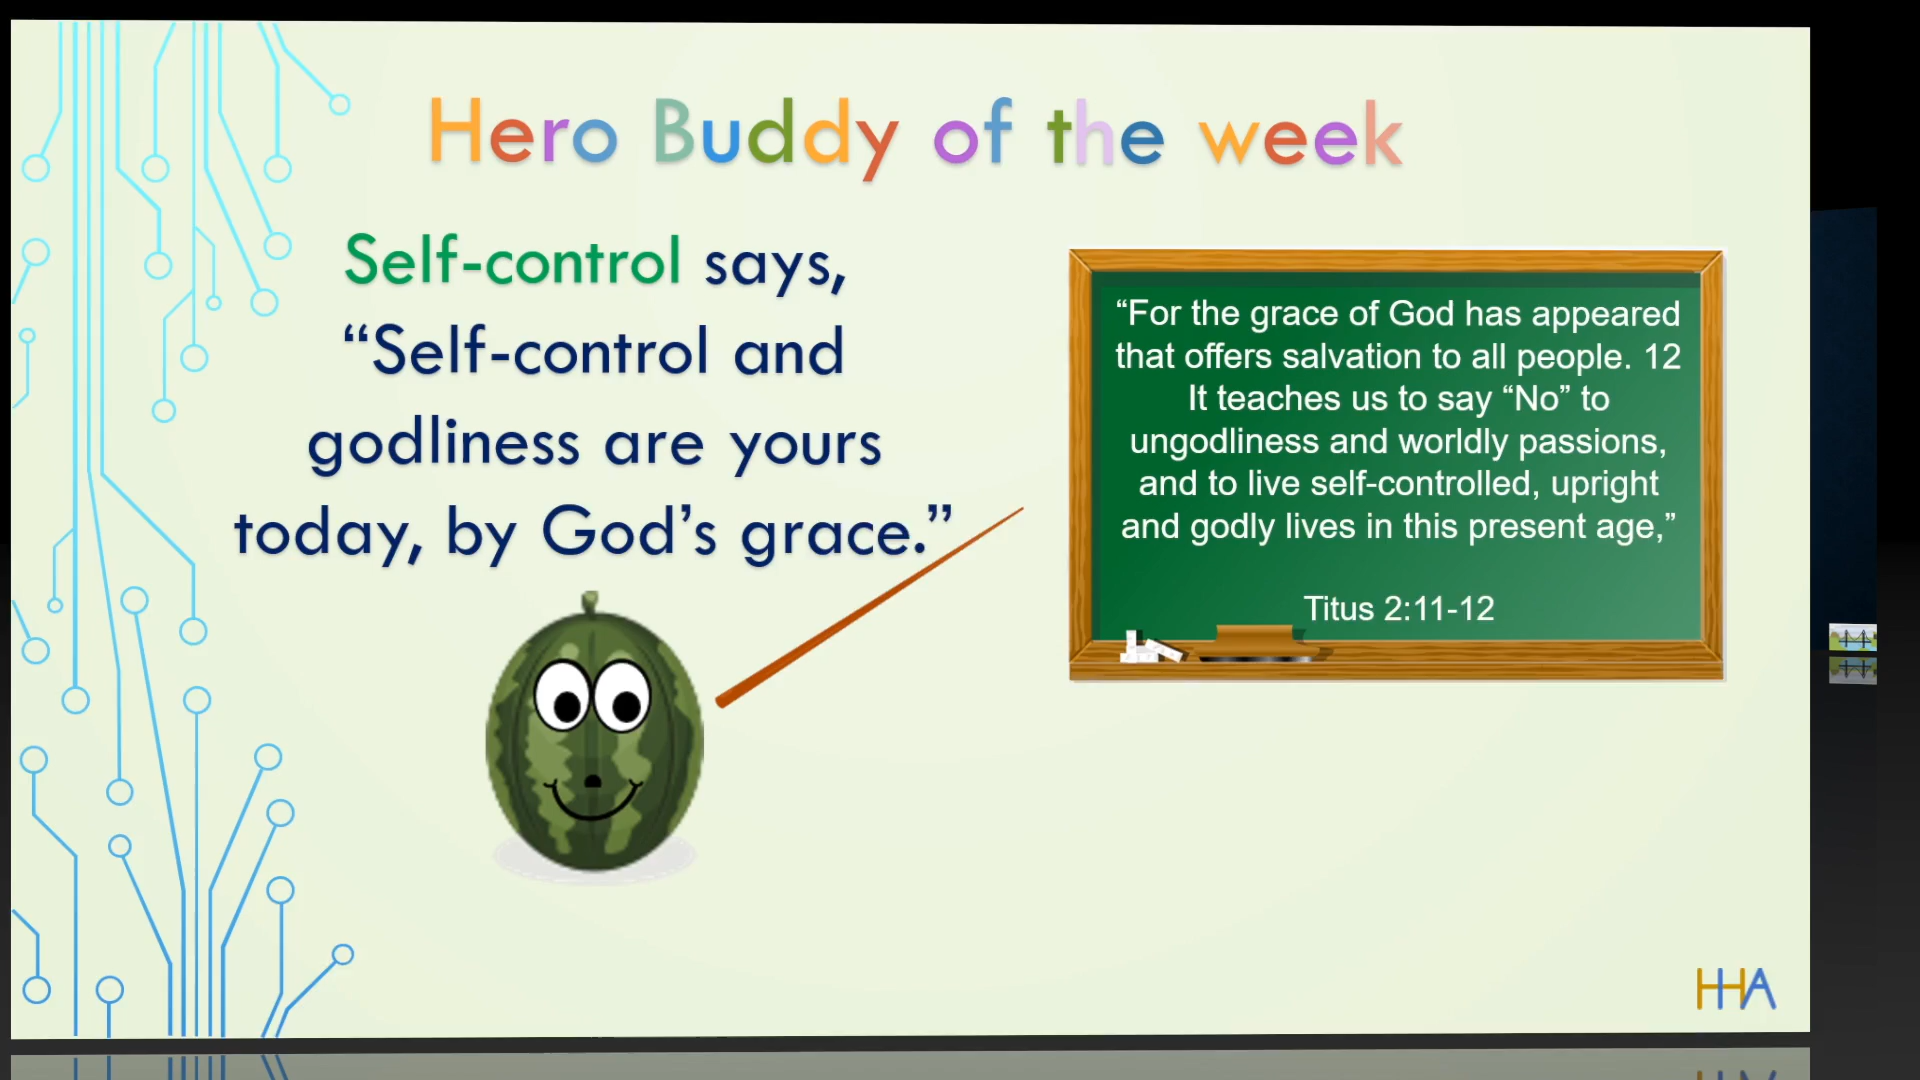 Hero Buddy of the week
Self-control says,
“Self-control and
godliness are yours
today, by God’s grace.”
“For the grace of God has appeared
that offers salvation to all people. 12
It teaches us to say “No” to
ungodliness and worldly passions,
and to live self-controlled, upright
and godly lives in this present age,”
Titus 2:11-12
HHA